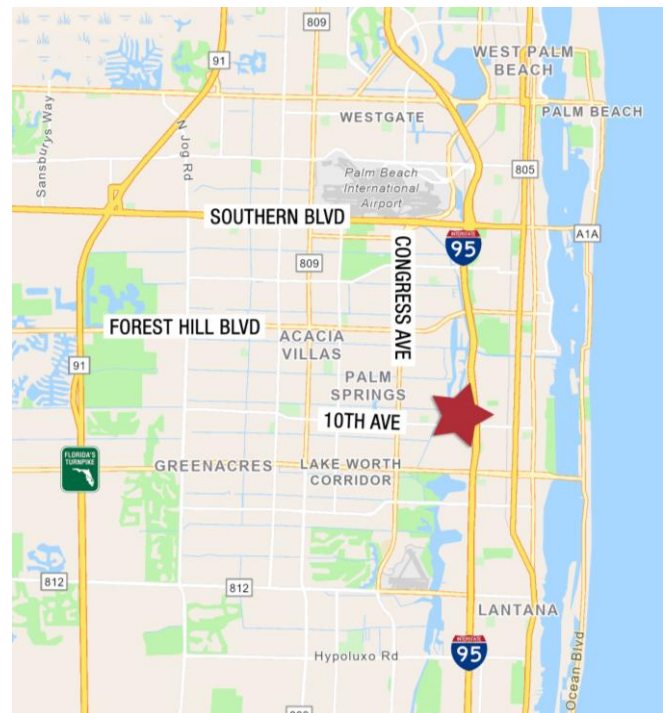 809
WEST PALM
BEACH
91
Sansburys Way
N Jog Rd
WESTGATE
PALM BEACH
Palm Beach
International
Airport
805
SOUTHERN BLVD
A1A
INTERSTATE
95
CONGRESS AVE
809
FOREST HILL BLVD
ACACIA
VILLAS
91
PALM
SPRINGS
10TH AVE
FLORIDA'S
TURNPIKE
GREENACRES
LAKE WORTH
CORRIDOR
812
812
LANTANA
INTERSTATE
95
Hypoluxo Rd
Ocean Blvd